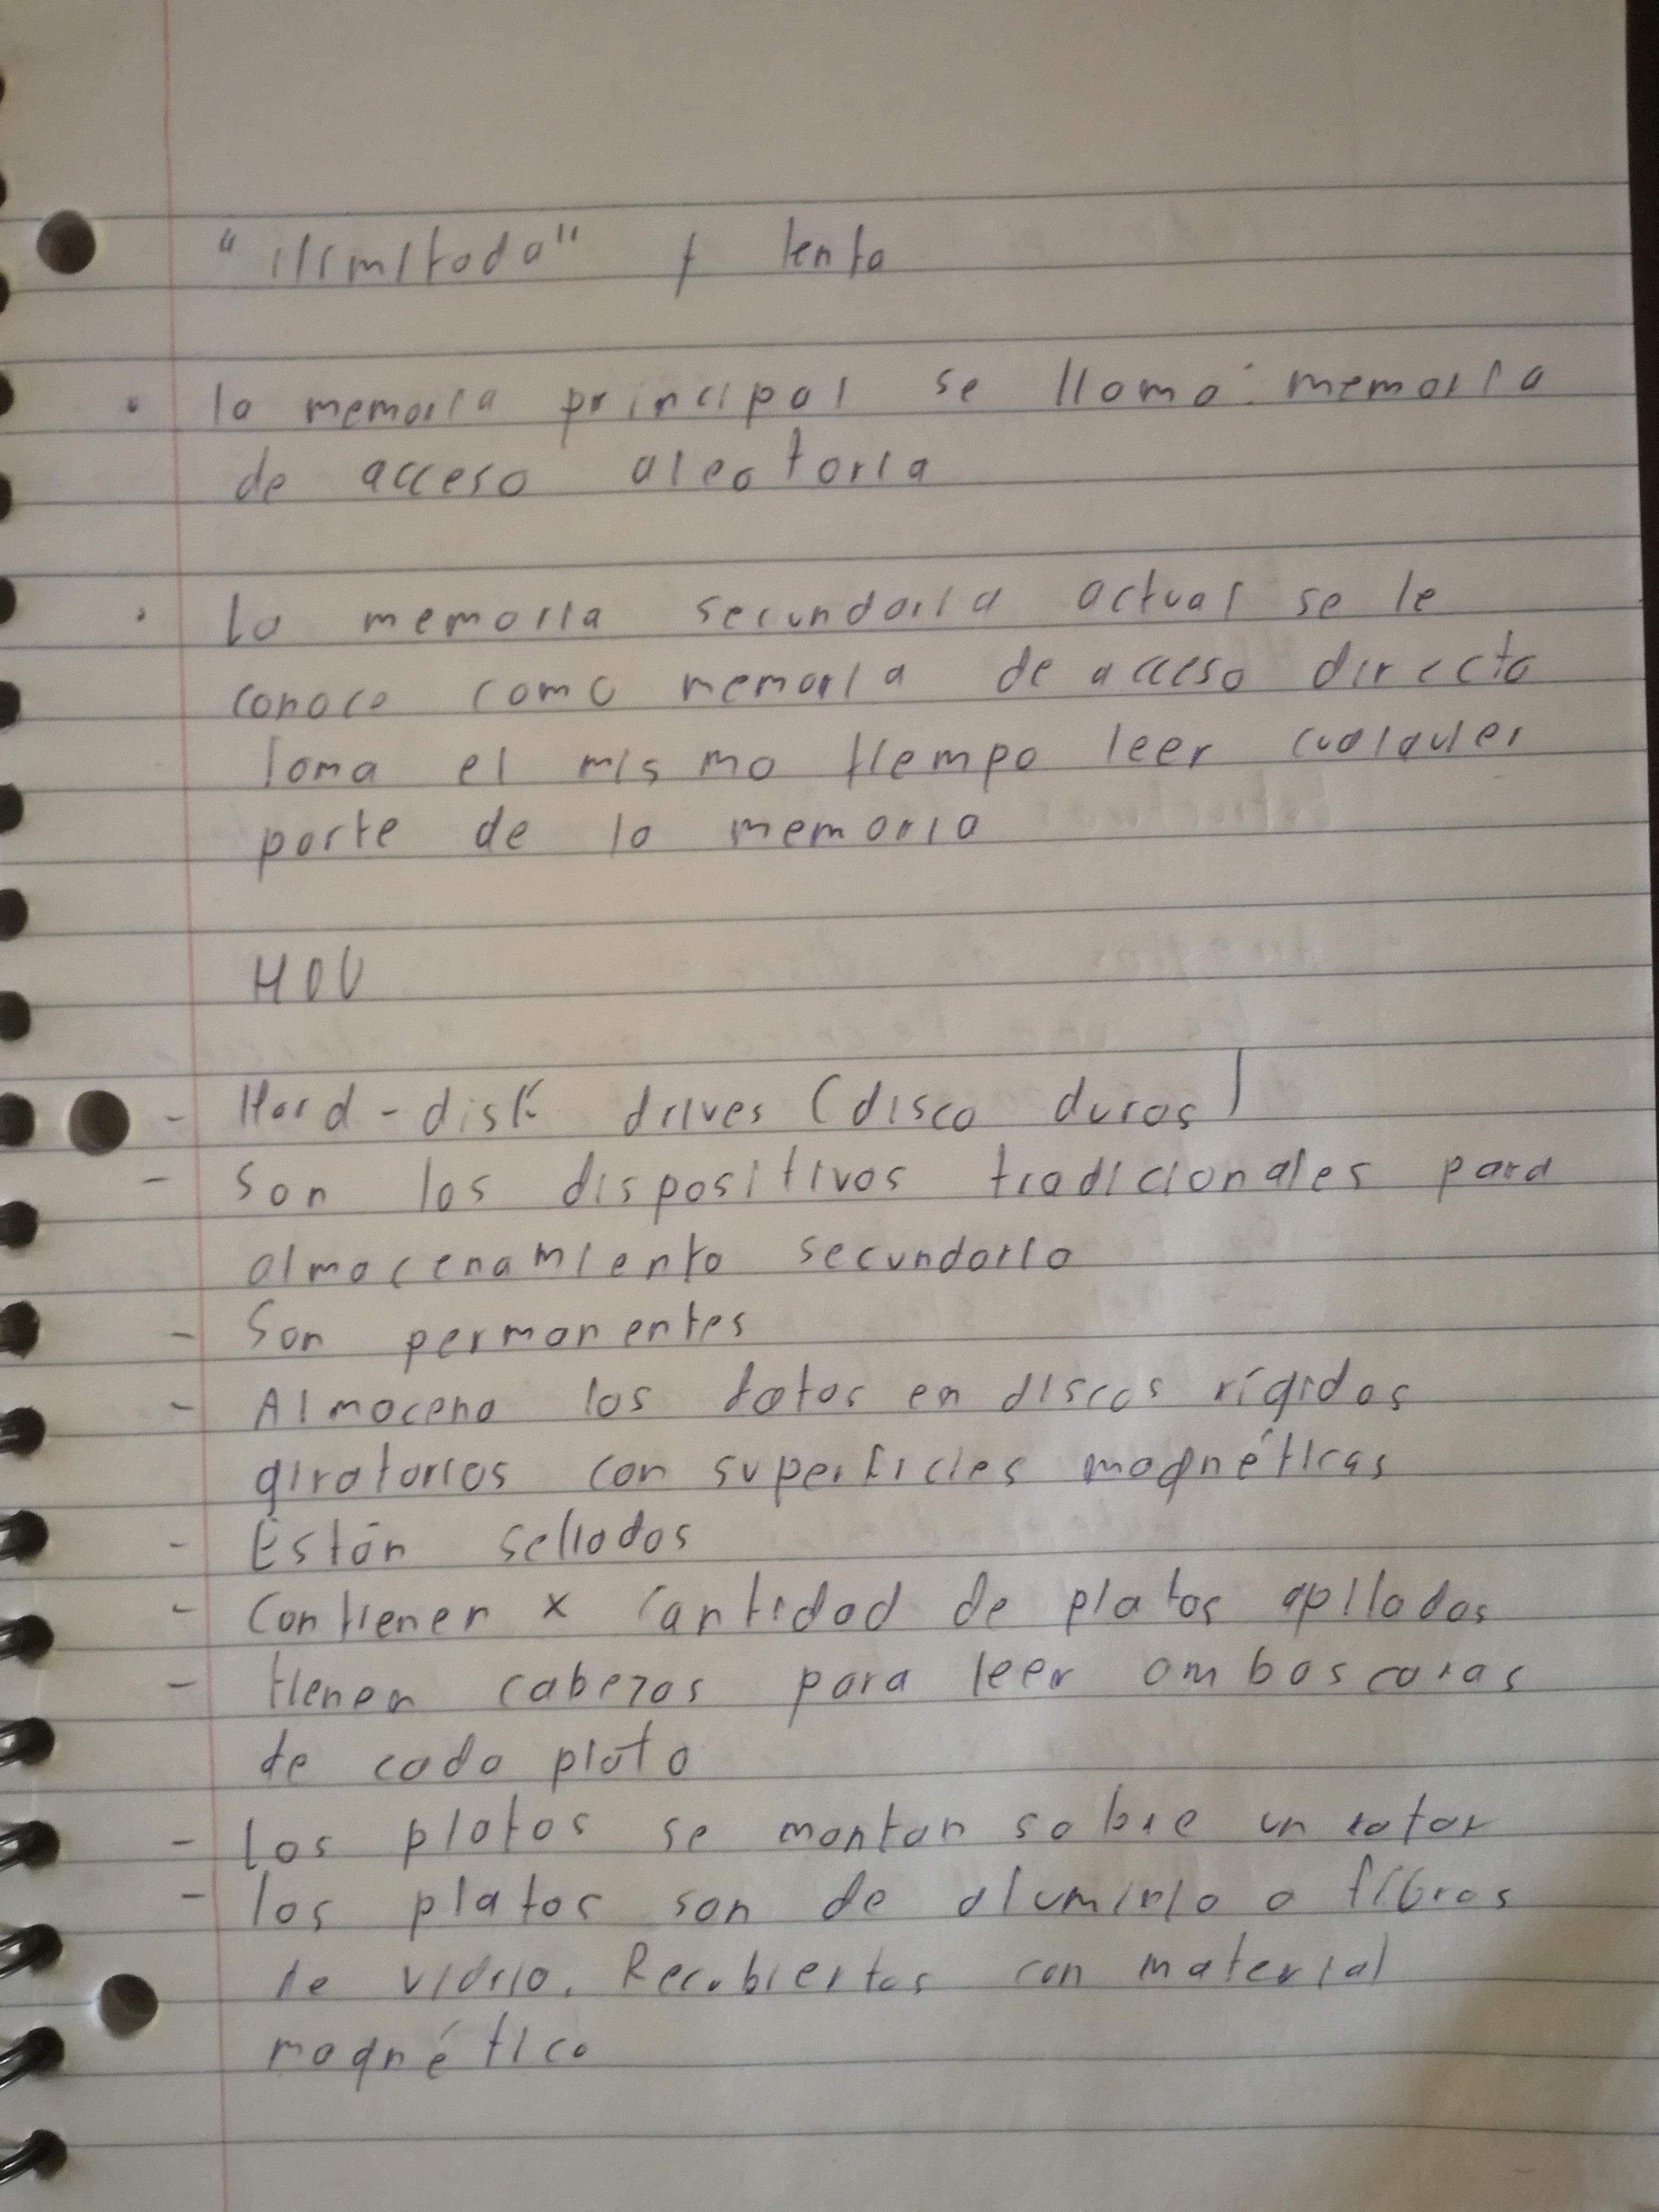 "ilimitada" y lenta
• la memoria principal se llama: memoria
de acceso aleatoria
• La memoria secundaria actual se le
conoce como memoria de acceso directo
Toma el mismo tiempo leer cualquier
parte de la memoria
HDD
- Hard-disk drives (disco duros)
- Son los dispositivos tradicionales para
almacenamiento secundario
- Son permanentes
- Almacena los datos en discos rígidos
giratorios con superficies magnéticas
- Están sellados
- Contienen x cantidad de platos apilados
- tienen cabezas para leer ambas caras
de cada plato
- Los platos se montan sobre un rotor
- los platos son de aluminio o fibras
de vidrio. Recubiertos con material
magnético